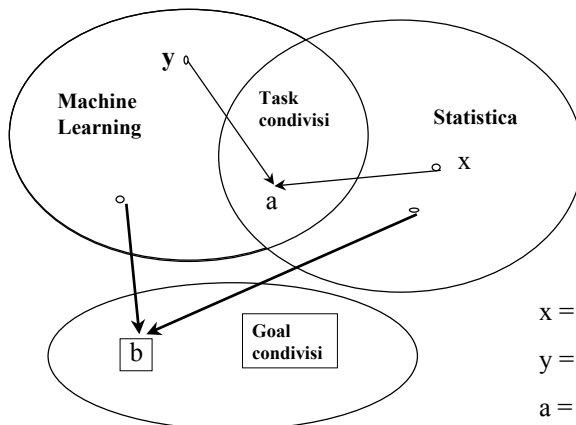 y
Machine
Learning
Task
condivisi
Statistica
x
a
b
Goal
condivisi
x =
y =
a =